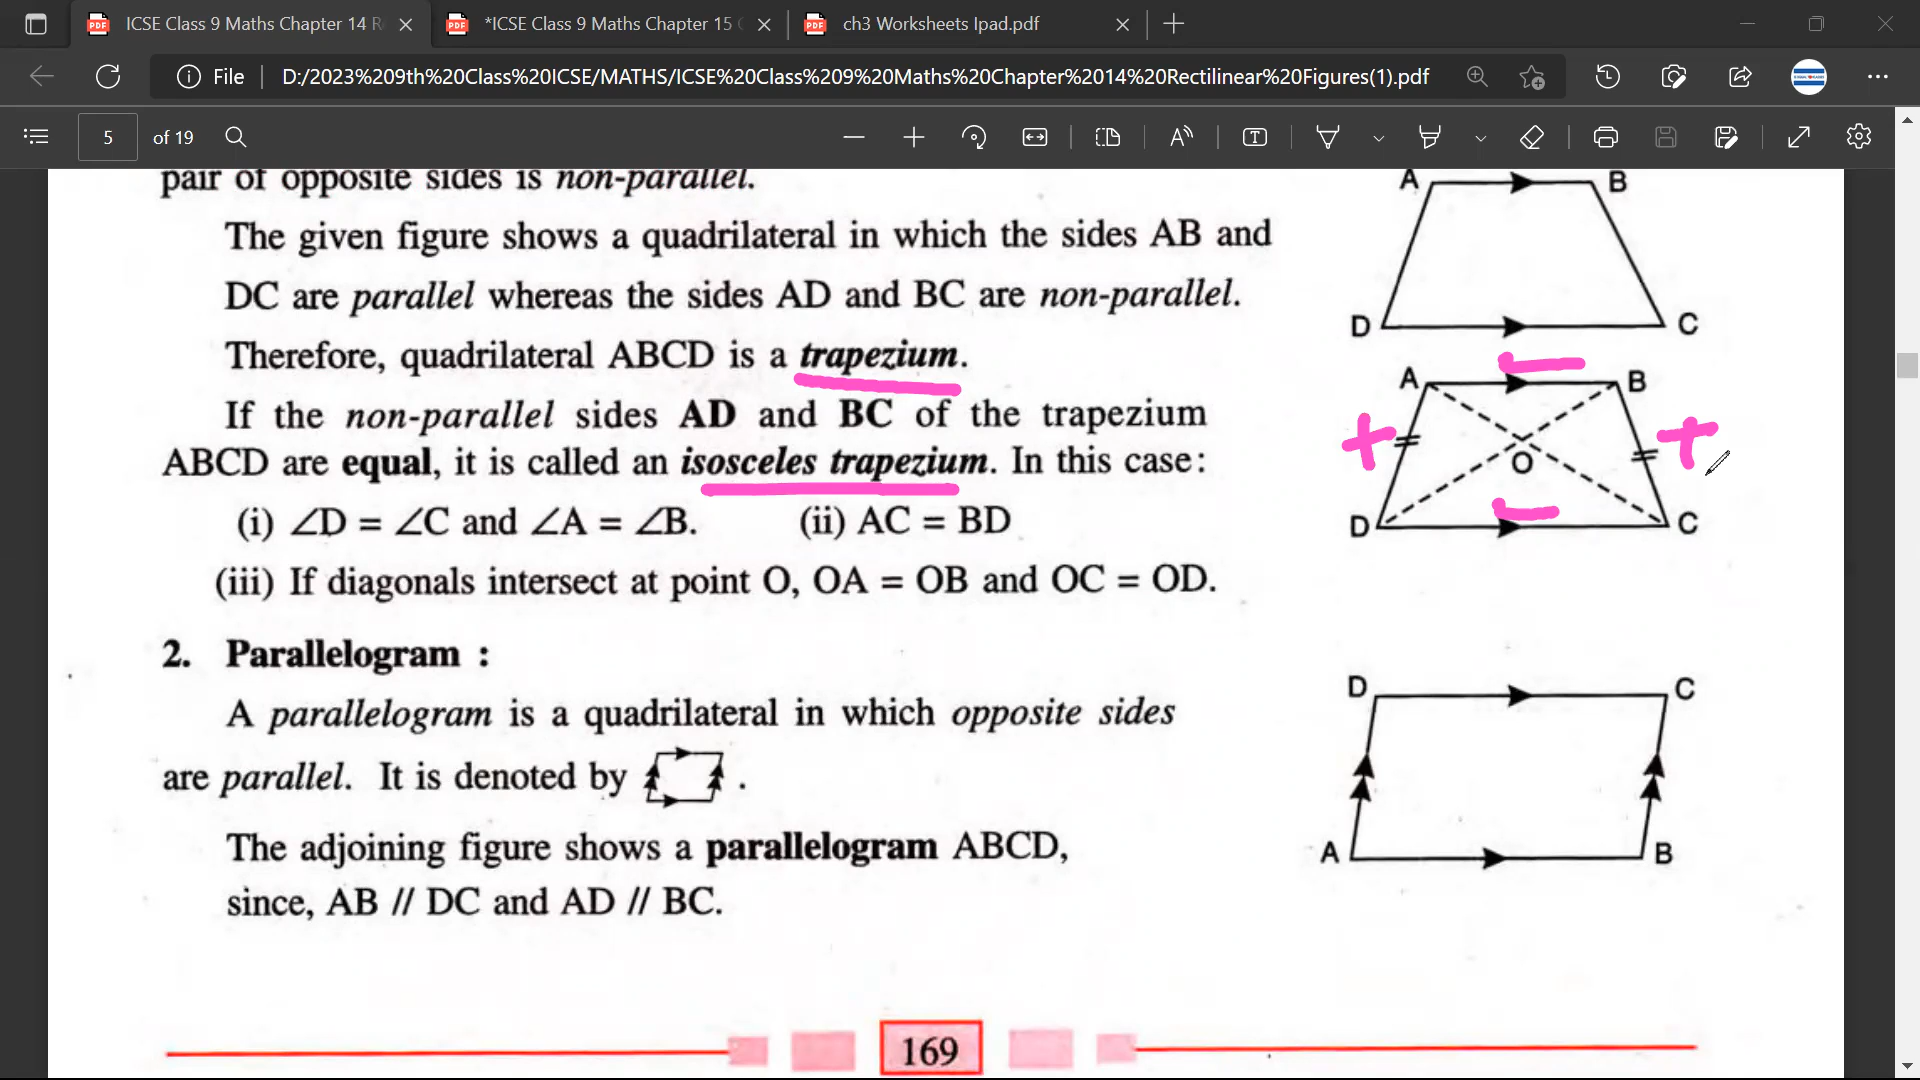 ICSE Class 9 Maths Chapter 14 R
*ICSE Class 9 Maths Chapter 15
ch3 Worksheets Ipad.pdf
File
D:/2023%209th%20Class%20ICSE/MATHS/ICSE%20Class%209%20Maths%20Chapter%2014%20Rectilinear%20Figures(1).pdf
5 of 19
pair of opposite sides is non-parallel.
The given figure shows a quadrilateral in which the sides AB and
DC are parallel whereas the sides AD and BC are non-parallel.
Therefore, quadrilateral ABCD is a trapezium.
If the non-parallel sides AD and BC of the trapezium
ABCD are equal, it is called an isosceles trapezium. In this case:
(i) ∠D = ∠C and ∠A = ∠B. (ii) AC = BD
(iii) If diagonals intersect at point O, OA = OB and OC = OD.
2. Parallelogram :
A parallelogram is a quadrilateral in which opposite sides
are parallel. It is denoted by .
The adjoining figure shows a parallelogram ABCD,
since, AB // DC and AD // BC.
A B
D C
A B
O
D C
D C
A B
169